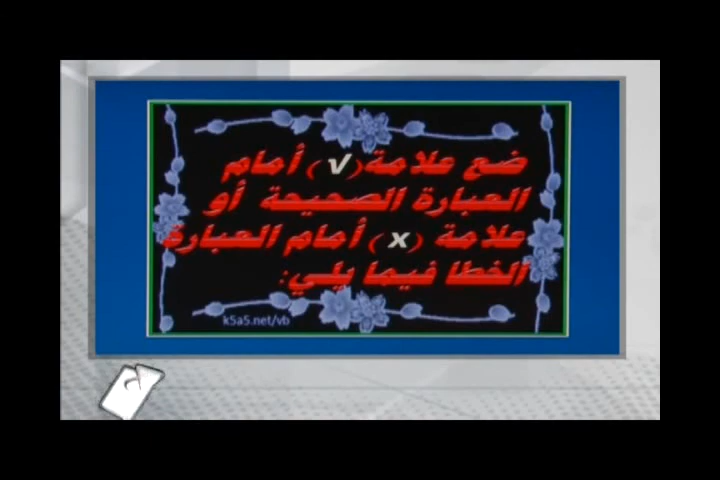 ضع علامة (√) أمام
العبارة الصحيحة أو
علامة (x) أمام العبارة
الخطا فيما يلي:
k5a5.net/vb